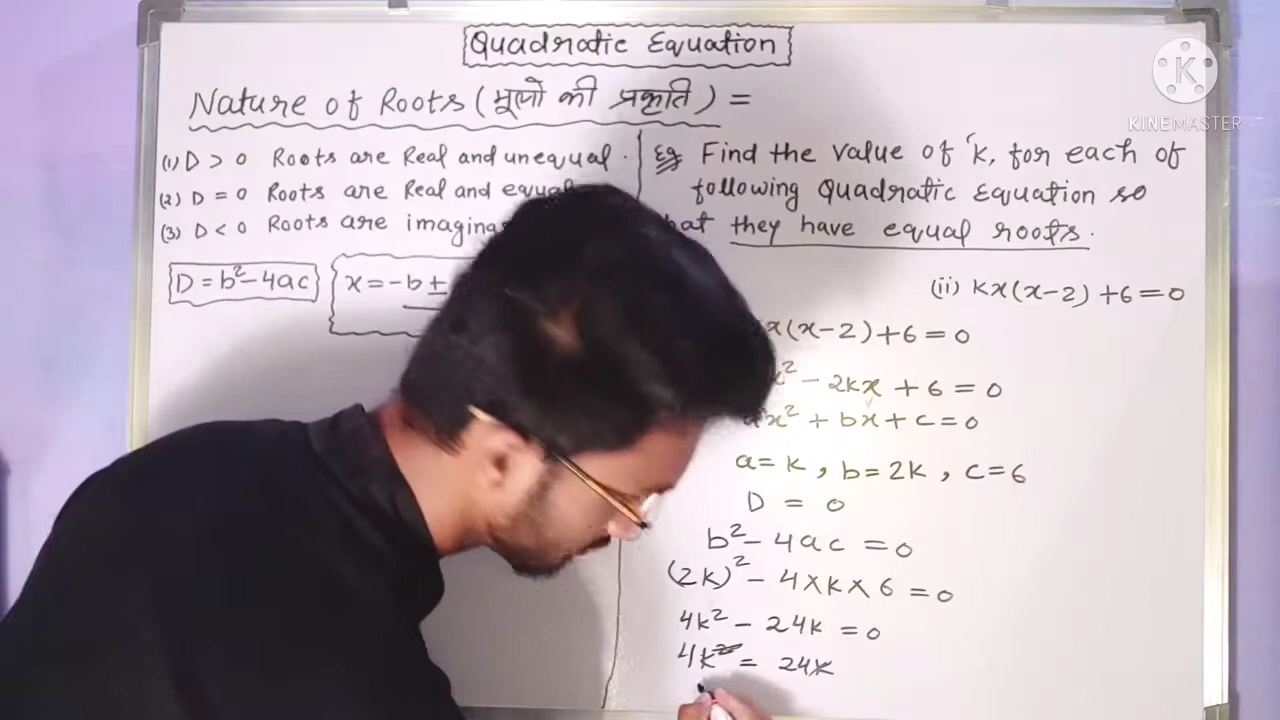 Quadratic Equation
Nature of Roots (मूलों की प्रकृति) =
(1) D > 0 Roots are Real and unequal.
(2) D = 0 Roots are Real and equal
(3) D < 0 Roots are
D = b² - 4ac
x = -b ±
Eg Find the value of 'k, for each of
following Quadratic Equation so
they have equal roots.
(ii) kx(x-2) +6=0
x(x-2)+6=0
² - 2kx + 6 = 0
x² + bx + c = 0
a = k, b = 2k, c = 6
D = 0
b² - 4ac = 0
(2k)² - 4×k×6 = 0
4k² - 24k = 0
4k² = 24k
K
KINEMASTER